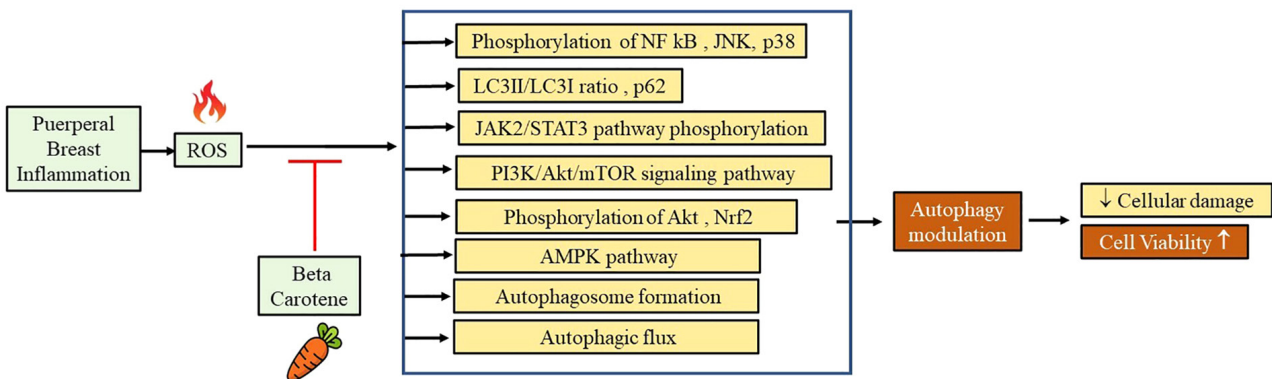 Puerperal
Breast
Inflammation
ROS
Beta
Carotene
Phosphorylation of NF kB , JNK, p38
LC3II/LC3I ratio , p62
JAK2/STAT3 pathway phosphorylation
PI3K/Akt/mTOR signaling pathway
Phosphorylation of Akt , Nrf2
AMPK pathway
Autophagosome formation
Autophagic flux
Autophagy
modulation
↓ Cellular damage
Cell Viability ↑